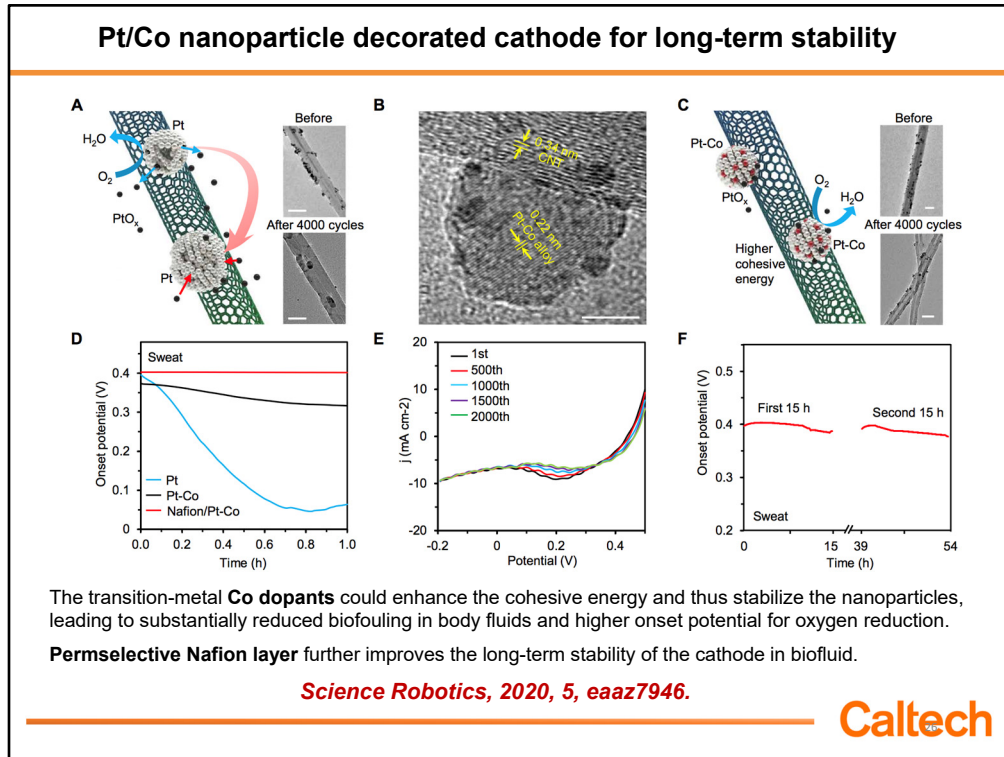 Pt/Co nanoparticle decorated cathode for long-term stability
A
Pt
H₂O
O₂
PtOₓ
Pt
Before
After 4000 cycles
B
0.34 nm
CNT
0.22 nm
Pt-Co alloy
C
Pt-Co
O₂
H₂O
PtOₓ
Pt-Co
Higher
cohesive
energy
Before
After 4000 cycles
D
Sweat
Onset potential (V)
0.4
0.3
0.2
0.1
0
Pt
Pt-Co
Nafion/Pt-Co
0.0 0.2 0.4 0.6 0.8 1.0
Time (h)
E
1st
500th
1000th
1500th
2000th
j (mA cm-2)
20
10
0
-10
-20
-0.2 0 0.2 0.4
Potential (V)
F
First 15 h
Second 15 h
Onset potential (V)
0.5
0.4
0.3
0.2
Sweat
0 15 39 54
Time (h)
The transition-metal Co dopants could enhance the cohesive energy and thus stabilize the nanoparticles,
leading to substantially reduced biofouling in body fluids and higher onset potential for oxygen reduction.
Permselective Nafion layer further improves the long-term stability of the cathode in biofluid.
Science Robotics, 2020, 5, eaaz7946.
Caltech